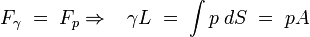 F_γ = F_p ⇒ γL = ∫ p dS = pA